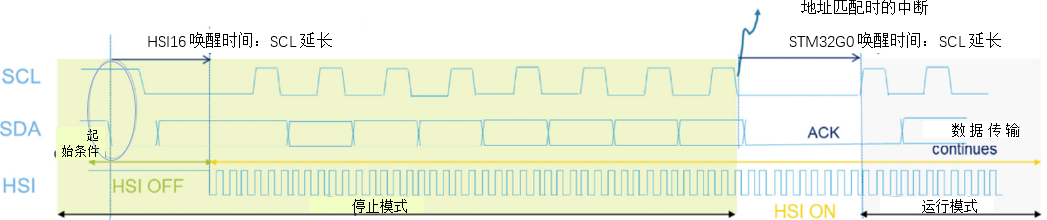 地址匹配时的中断
HSI16 唤醒时间：SCL 延长
STM32G0 唤醒时间：SCL 延长
SCL
SDA
起
始条件
ACK
数据传输
continues
HSI
HSI OFF
停止模式
HSI ON
运行模式